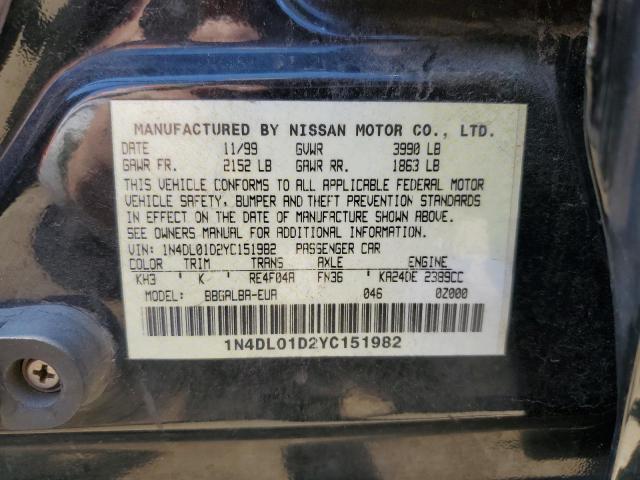 MANUFACTURED BY NISSAN MOTOR CO., LTD.
DATE 11/99 GVWR 3990 LB
GAWR FR. 2152 LB GAWR RR. 1863 LB
THIS VEHICLE CONFORMS TO ALL APPLICABLE FEDERAL MOTOR
VEHICLE SAFETY, BUMPER AND THEFT PREVENTION STANDARDS
IN EFFECT ON THE DATE OF MANUFACTURE SHOWN ABOVE.
SEE OWNERS MANUAL FOR ADDITIONAL INFORMATION.
VIN: 1N4DL01D2YC151982 PASSENGER CAR
COLOR TRIM TRANS AXLE ENGINE
KH3 K RE4F04A FN36 KA24DE 2389CC
MODEL: BBGALBA-EUA 046 0Z000
1N4DL01D2YC151982